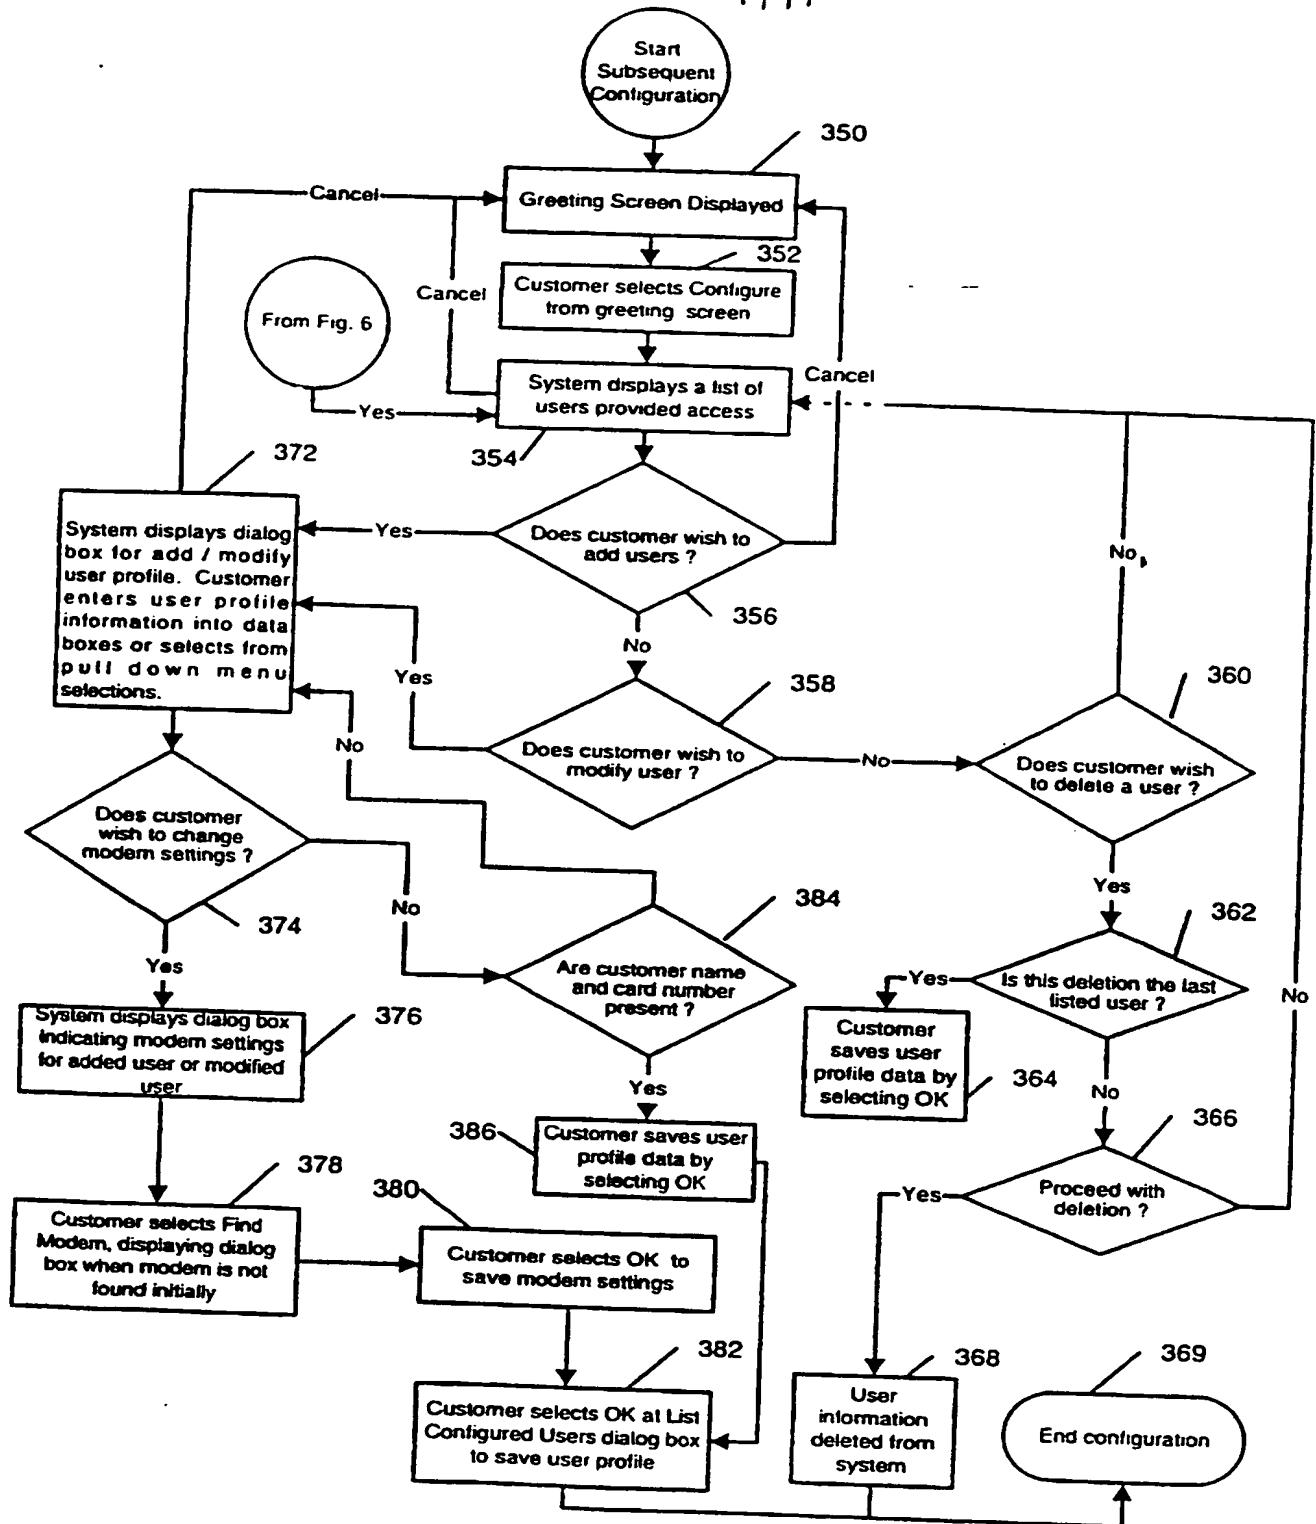 Start
Subsequent
Configuration
350
Cancel
Greeting Screen Displayed
352
Cancel
Customer selects Configure
from greeting screen
From Fig. 6
Cancel
System displays a list of
users provided access
Yes
354
372
System displays dialog
box for add / modify
user profile. Customer
enters user profile
information into data
boxes or selects from
pull down menu
selections.
Yes
Does customer wish to
add users ?
356
No
No
Yes
358
360
No
Does customer wish to
modify user ?
No
Does customer wish
to delete a user ?
Does customer
wish to change
modem settings ?
374
No
384
Yes
362
Yes
Are customer name
and card number
present ?
Yes
Is this deletion the last
listed user ?
No
System displays dialog box
Indicating modem settings
for added user or modified
user
376
Customer
saves user
profile data by
selecting OK
364
Yes
No
366
386
Customer saves user
profile data by
selecting OK
378
380
Yes
Proceed with
deletion ?
Customer selects Find
Modem, displaying dialog
box when modem is not
found initially
Customer selects OK to
save modem settings
382
368
369
Customer selects OK at List
Configured Users dialog box
to save user profile
User
information
deleted from
system
End configuration